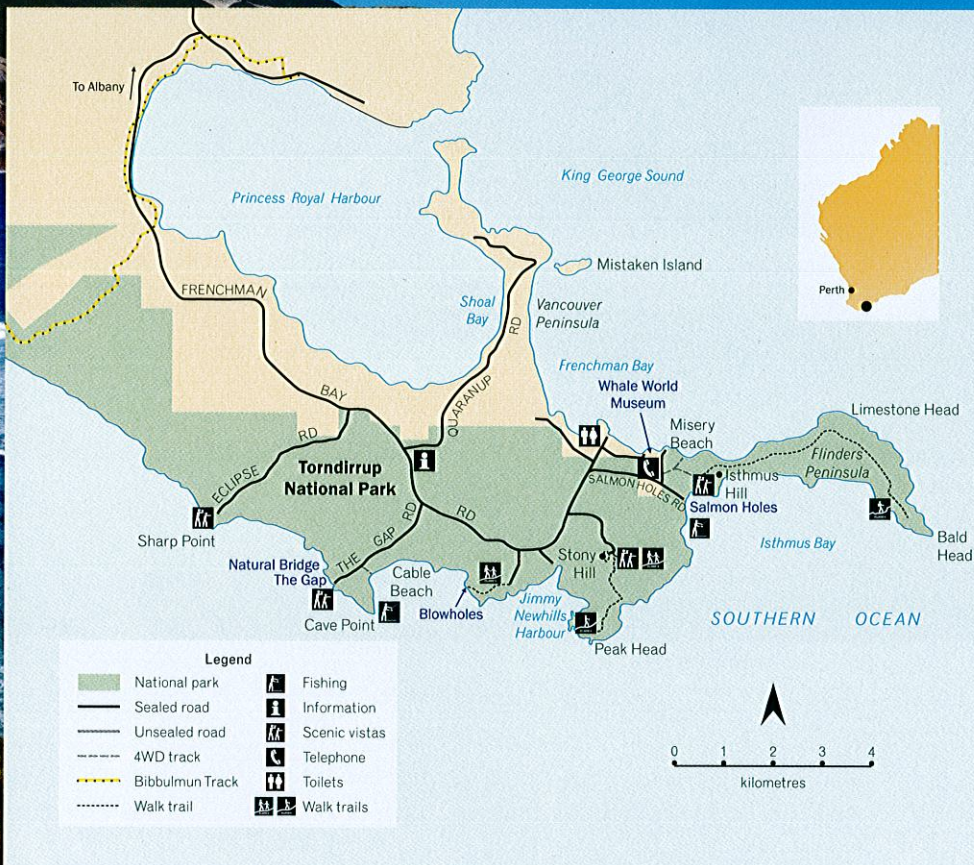 To Albany
Princess Royal Harbour
King George Sound
Mistaken Island
Perth
FRENCHMAN
BAY
RD
Shoal
Bay
Vancouver
Peninsula
QUARANUP
RD
Frenchman Bay
Whale World
Museum
Misery
Beach
Limestone Head
Flinders
Peninsula
ECLIPSE
RD
Torndirrup
National Park
SALMON HOLES RD
Isthmus
Hill
Salmon Holes
Sharp Point
THE GAP
RD
Isthmus Bay
Bald
Head
Natural Bridge
The Gap
Cable
Beach
Stony
Hill
Cave Point
Blowholes
Jimmy
Newhills
Harbour
SOUTHERN OCEAN
Peak Head
Legend
National park
Fishing
Sealed road
Information
Unsealed road
Scenic vistas
4WD track
Telephone
Bibbulmun Track
Toilets
Walk trail
Walk trails
0 1 2 3 4
kilometres